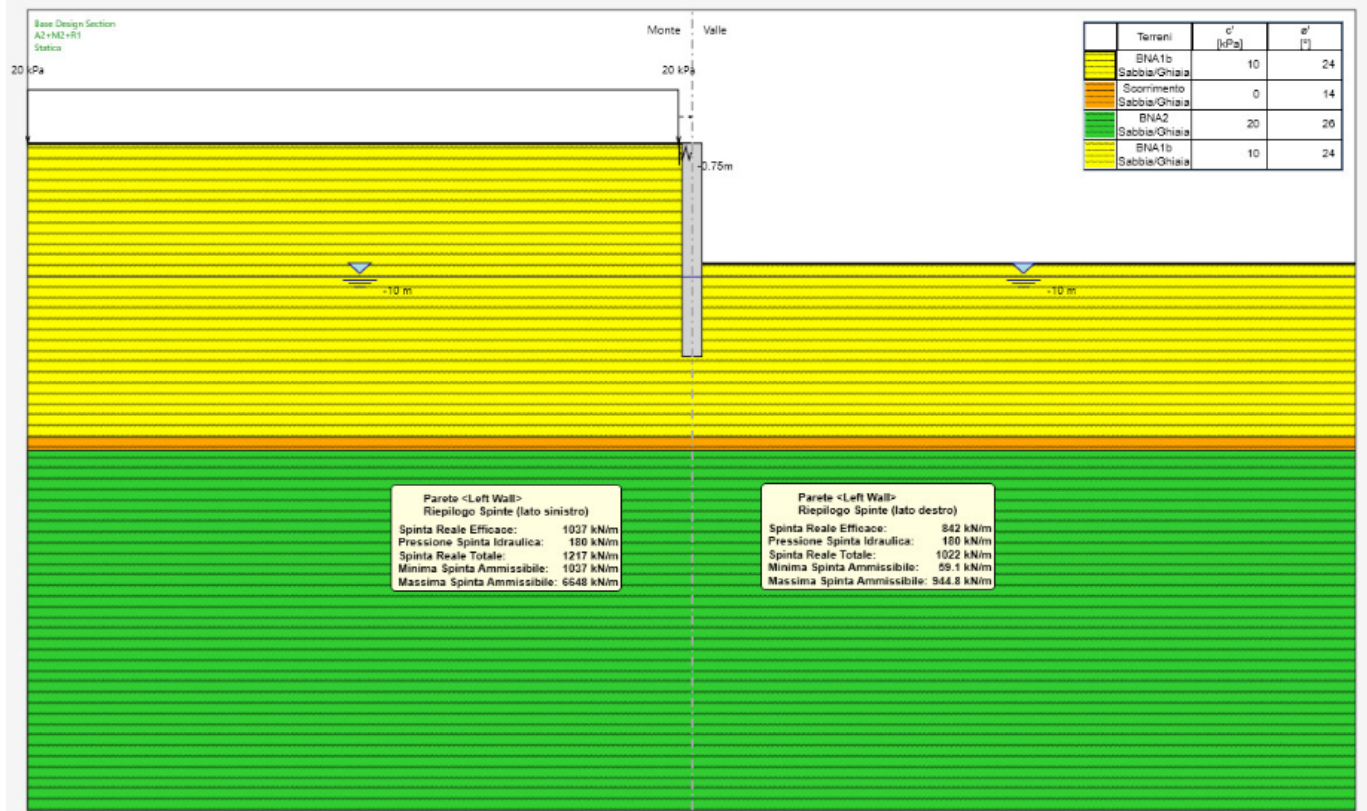 Base Design Section
A2+M2+R1
Statica
Monte
Valle
20 kPa
20 kPa
-0.75m
Terreni
c'
[kPa]
ø'
[°]
BNA1b
Sabbia/Ghiaia
10
24
Scorrimento
Sabbia/Ghiaia
0
14
BNA2
Sabbia/Ghiaia
20
26
BNA1b
Sabbia/Ghiaia
10
24
-10 m
-10 m
Parete <Left Wall>
Riepilogo Spinte (lato sinistro)
Spinta Reale Efficace: 1037 kN/m
Pressione Spinta Idraulica: 180 kN/m
Spinta Reale Totale: 1217 kN/m
Minima Spinta Ammissibile: 1037 kN/m
Massima Spinta Ammissibile: 6648 kN/m
Parete <Left Wall>
Riepilogo Spinte (lato destro)
Spinta Reale Efficace: 842 kN/m
Pressione Spinta Idraulica: 180 kN/m
Spinta Reale Totale: 1022 kN/m
Minima Spinta Ammissibile: 59.1 kN/m
Massima Spinta Ammissibile: 944.8 kN/m